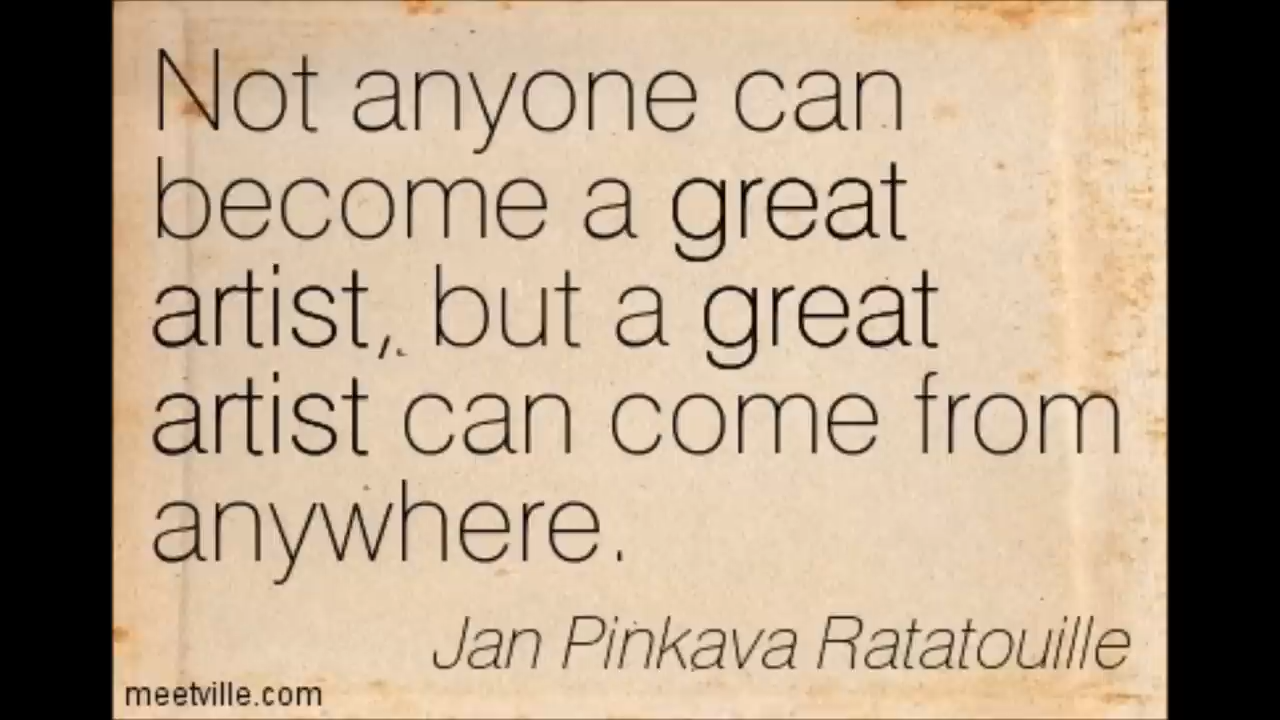 Not anyone can
become a great
artist, but a great
artist can come from
anywhere.
Jan Pinkava Ratatouille
meetville.com